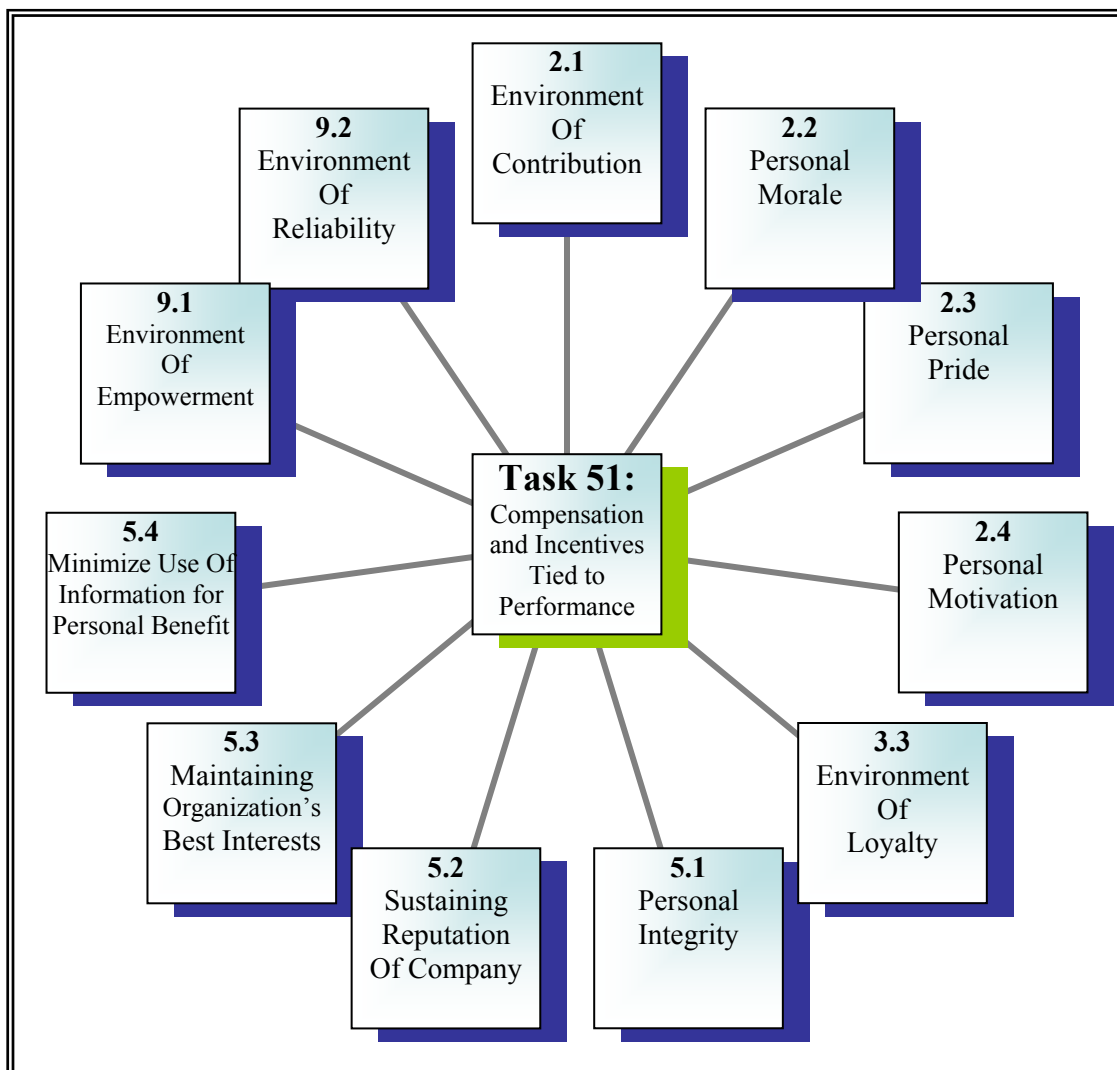 2.1
Environment
Of
Contribution
2.2
Personal
Morale
2.3
Personal
Pride
2.4
Personal
Motivation
3.3
Environment
Of
Loyalty
5.1
Personal
Integrity
5.2
Sustaining
Reputation
Of Company
5.3
Maintaining
Organization’s
Best Interests
5.4
Minimize Use Of
Information for
Personal Benefit
9.1
Environment
Of
Empowerment
9.2
Environment
Of
Reliability
Task 51:
Compensation
and Incentives
Tied to
Performance